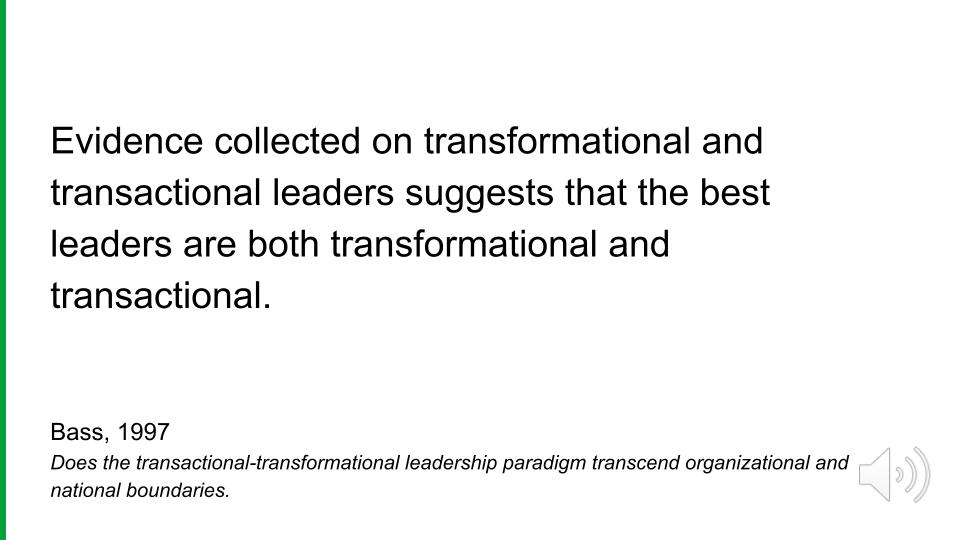 Evidence collected on transformational and
transactional leaders suggests that the best
leaders are both transformational and
transactional.
Bass, 1997
Does the transactional-transformational leadership paradigm transcend organizational and
national boundaries.